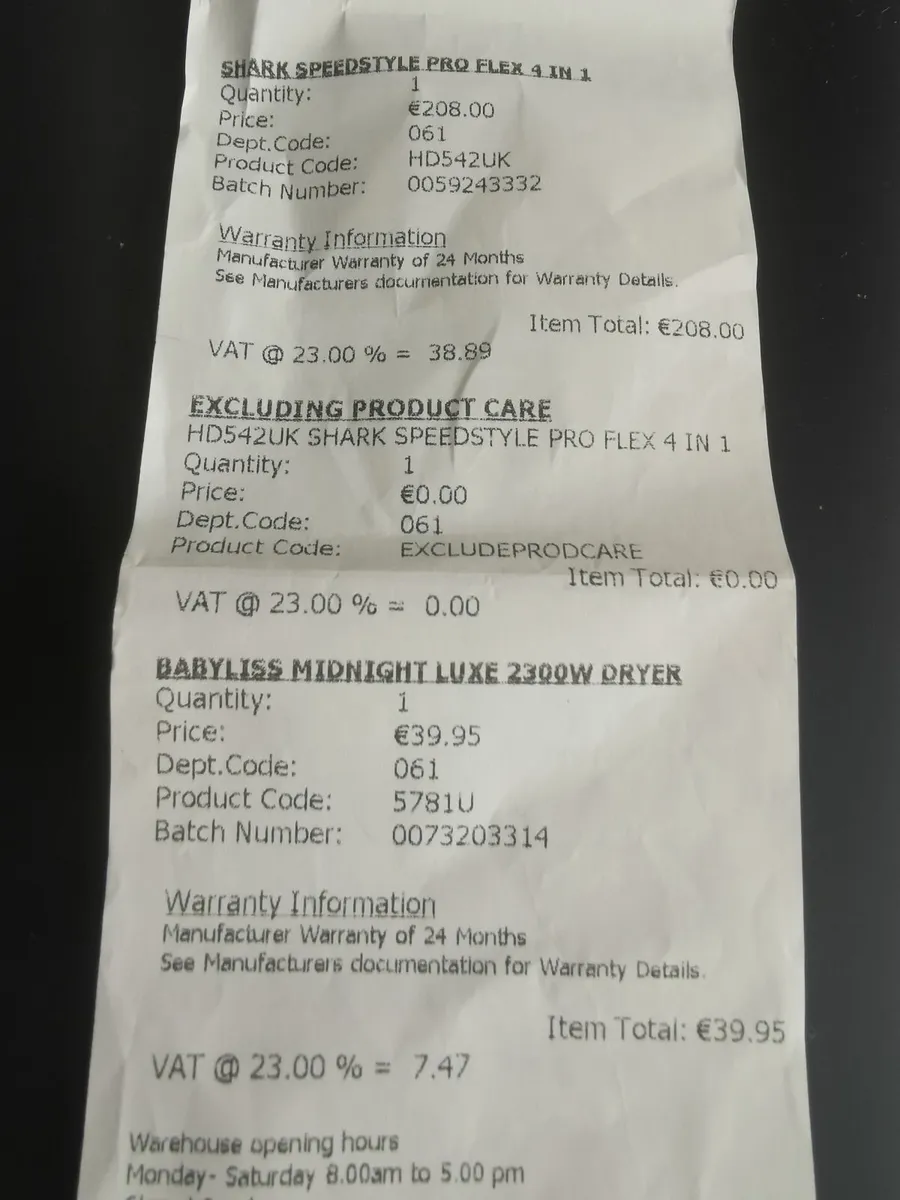 SHARK SPEEDSTYLE PRO FLEX 4 IN 1
Quantity: 1
Price: €208.00
Dept.Code: 061
Product Code: HD542UK
Batch Number: 0059243332
Warranty Information
Manufacturer Warranty of 24 Months
See Manufacturers documentation for Warranty Details.
Item Total: €208.00
VAT @ 23.00 % = 38.89
EXCLUDING PRODUCT CARE
HD542UK SHARK SPEEDSTYLE PRO FLEX 4 IN 1
Quantity: 1
Price: €0.00
Dept.Code: 061
Product Code: EXCLUDEPRODCARE
Item Total: €0.00
VAT @ 23.00 % = 0.00
BABYLISS MIDNIGHT LUXE 2300W DRYER
Quantity: 1
Price: €39.95
Dept.Code: 061
Product Code: 5781U
Batch Number: 0073203314
Warranty Information
Manufacturer Warranty of 24 Months
See Manufacturers documentation for Warranty Details.
Item Total: €39.95
VAT @ 23.00 % = 7.47
Warehouse opening hours
Monday- Saturday 8.00am to 5.00 pm